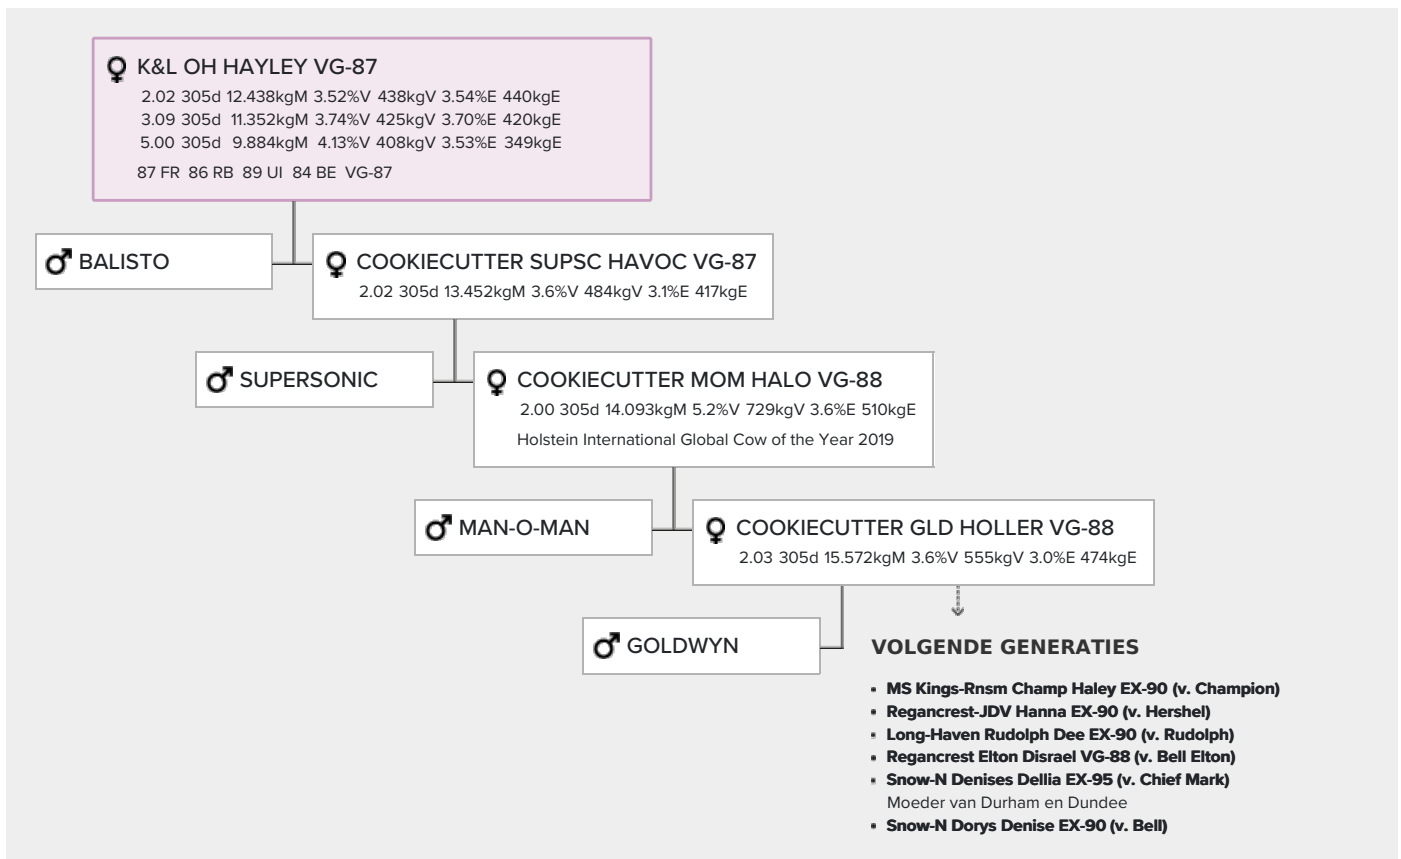 K&L OH HAYLEY VG-87
2.02 305d 12.438kgM 3.52%V 438kgV 3.54%E 440kgE
3.09 305d 11.352kgM 3.74%V 425kgV 3.70%E 420kgE
5.00 305d 9.884kgM 4.13%V 408kgV 3.53%E 349kgE
87 FR 86 RB 89 UI 84 BE VG-87
BALISTO
COOKIECUTTER SUPSC HAVOC VG-87
2.02 305d 13.452kgM 3.6%V 484kgV 3.1%E 417kgE
SUPERSONIC
COOKIECUTTER MOM HALO VG-88
2.00 305d 14.093kgM 5.2%V 729kgV 3.6%E 510kgE
Holstein International Global Cow of the Year 2019
MAN-O-MAN
COOKIECUTTER GLD HOLLER VG-88
2.03 305d 15.572kgM 3.6%V 555kgV 3.0%E 474kgE
GOLDWYN
VOLGENDE GENERATIES
• MS Kings-Rnsm Champ Haley EX-90 (v. Champion)
• Regancrest-JDV Hanna EX-90 (v. Hershel)
• Long-Haven Rudolph Dee EX-90 (v. Rudolph)
• Regancrest Elton Disrael VG-88 (v. Bell Elton)
• Snow-N Denises Dellia EX-95 (v. Chief Mark)
Moeder van Durham en Dundee
• Snow-N Dorys Denise EX-90 (v. Bell)